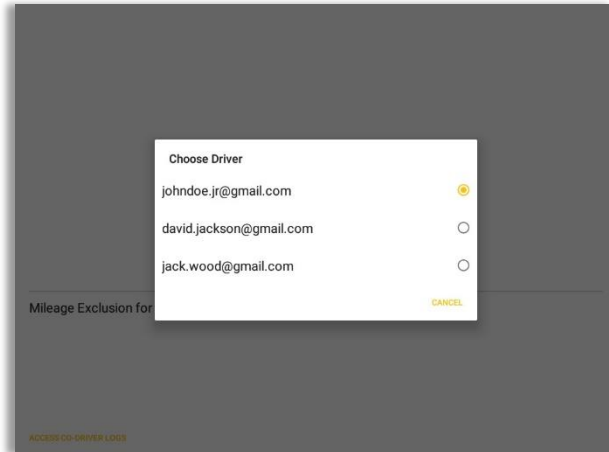 Choose Driver
johndoe.jr@gmail.com
david.jackson@gmail.com
jack.wood@gmail.com
CANCEL
Mileage Exclusion for
ACCESS CO-DRIVER LOGS